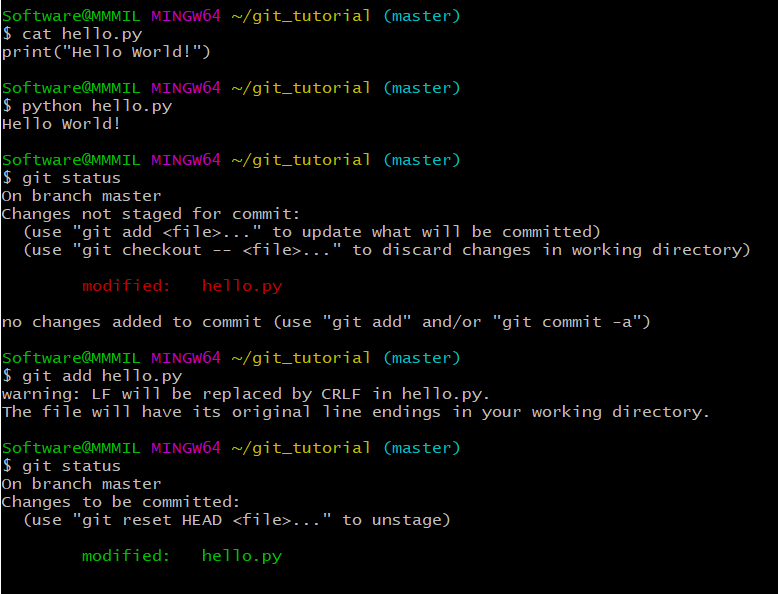 Software@MMMIL MINGW64 ~/git_tutorial (master)
$ cat hello.py
print("Hello World!")
Software@MMMIL MINGW64 ~/git_tutorial (master)
$ python hello.py
Hello World!
Software@MMMIL MINGW64 ~/git_tutorial (master)
$ git status
On branch master
Changes not staged for commit:
  (use "git add <file>..." to update what will be committed)
  (use "git checkout -- <file>..." to discard changes in working directory)
        modified:   hello.py
no changes added to commit (use "git add" and/or "git commit -a")
Software@MMMIL MINGW64 ~/git_tutorial (master)
$ git add hello.py
warning: LF will be replaced by CRLF in hello.py.
The file will have its original line endings in your working directory.
Software@MMMIL MINGW64 ~/git_tutorial (master)
$ git status
On branch master
Changes to be committed:
  (use "git reset HEAD <file>..." to unstage)
        modified:   hello.py